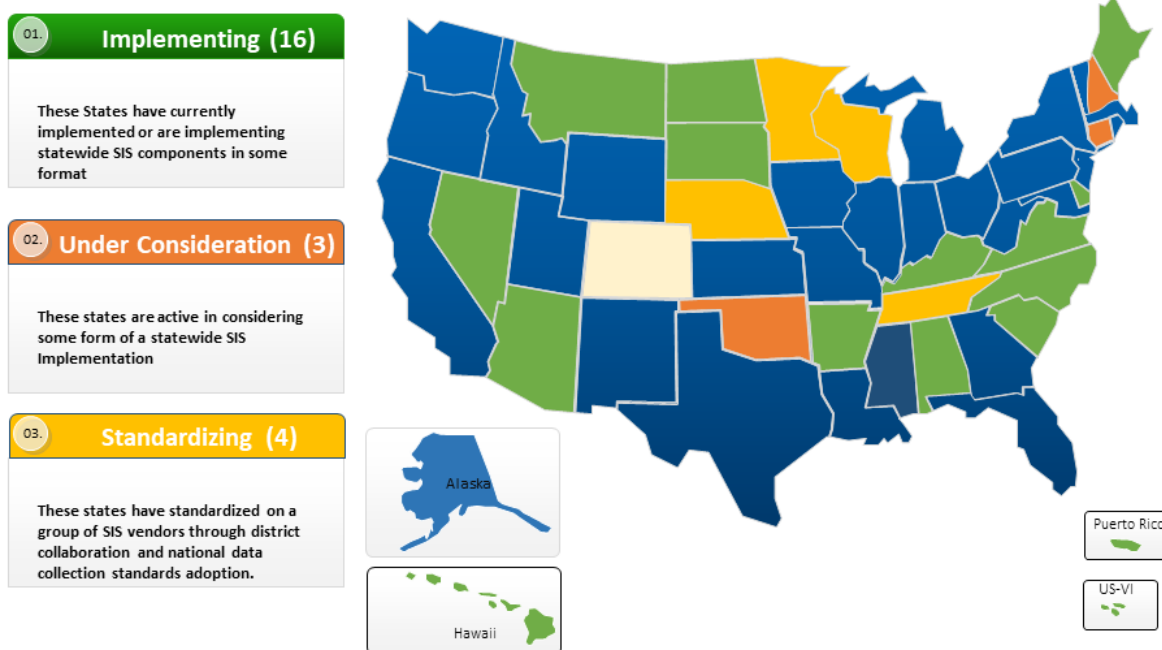 01.
Implementing (16)
These States have currently
implemented or are implementing
statewide SIS components in some
format
02.
Under Consideration (3)
These states are active in considering
some form of a statewide SIS
Implementation
03.
Standardizing (4)
These states have standardized on a
group of SIS vendors through district
collaboration and national data
collection standards adoption.
Alaska
Hawaii
Puerto Rico
US-VI